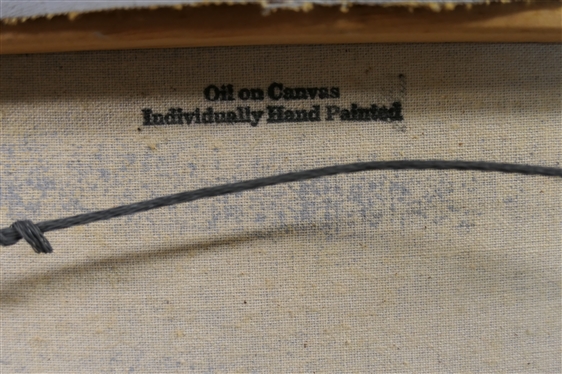 Oil on Canvas
Individually Hand Painted